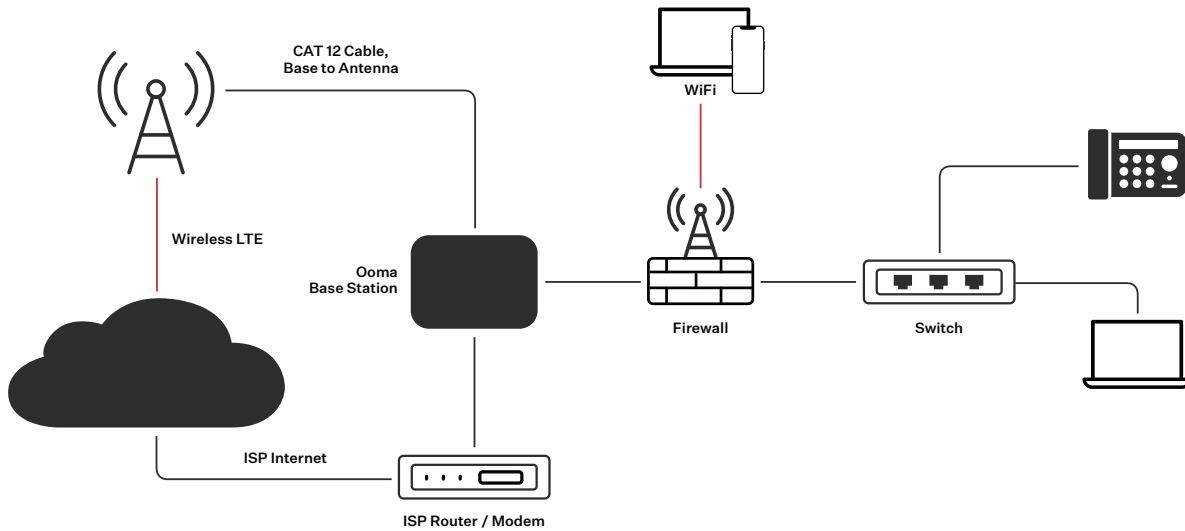 CAT 12 Cable,
Base to Antenna
WiFi
Wireless LTE
Ooma
Base Station
Firewall
Switch
ISP Internet
ISP Router / Modem